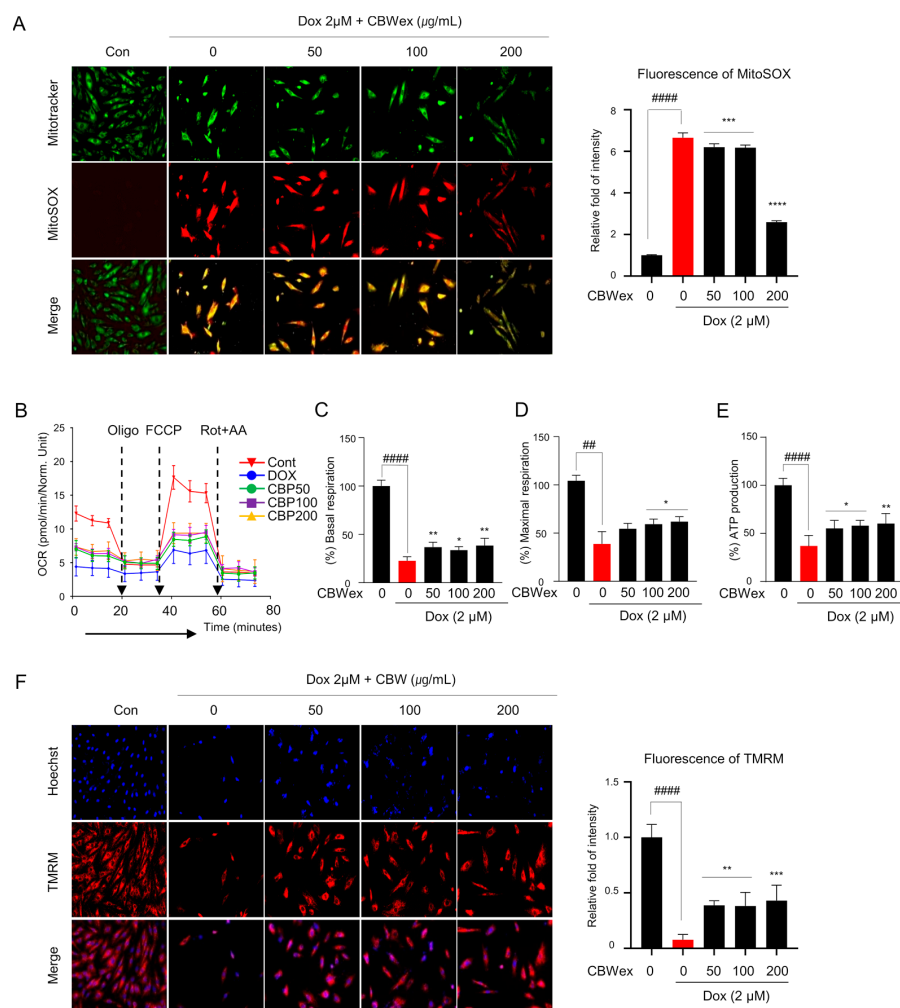 A
Dox 2μM + CBWex (μg/mL)
Con 0 50 100 200
Mitotracker
MitoSOX
Merge
Fluorescence of MitoSOX
Relative fold of intensity
8
6
4
2
0
####
***
****
CBWex 0 0 50 100 200
Dox (2 μM)
B
Oligo FCCP Rot+AA
OCR (pmol/min/Norm. Unit)
25
20
15
10
5
0
0 20 40 60 80
Time (minutes)
Cont
DOX
CBP50
CBP100
CBP200
C
(%) Basal respiration
150
100
50
0
####
** * **
CBWex 0 0 50 100 200
Dox (2 μM)
D
(%) Maximal respiration
150
100
50
0
##
*
CBWex 0 0 50 100 200
Dox (2 μM)
E
(%) ATP production
150
100
50
0
####
* **
CBWex 0 0 50 100 200
Dox (2 μM)
F
Dox 2μM + CBW (μg/mL)
Con 0 50 100 200
Hoechst
TMRM
Merge
Fluorescence of TMRM
Relative fold of intensity
1.5
1.0
0.5
0
####
** ***
CBWex 0 0 50 100 200
Dox (2 μM)